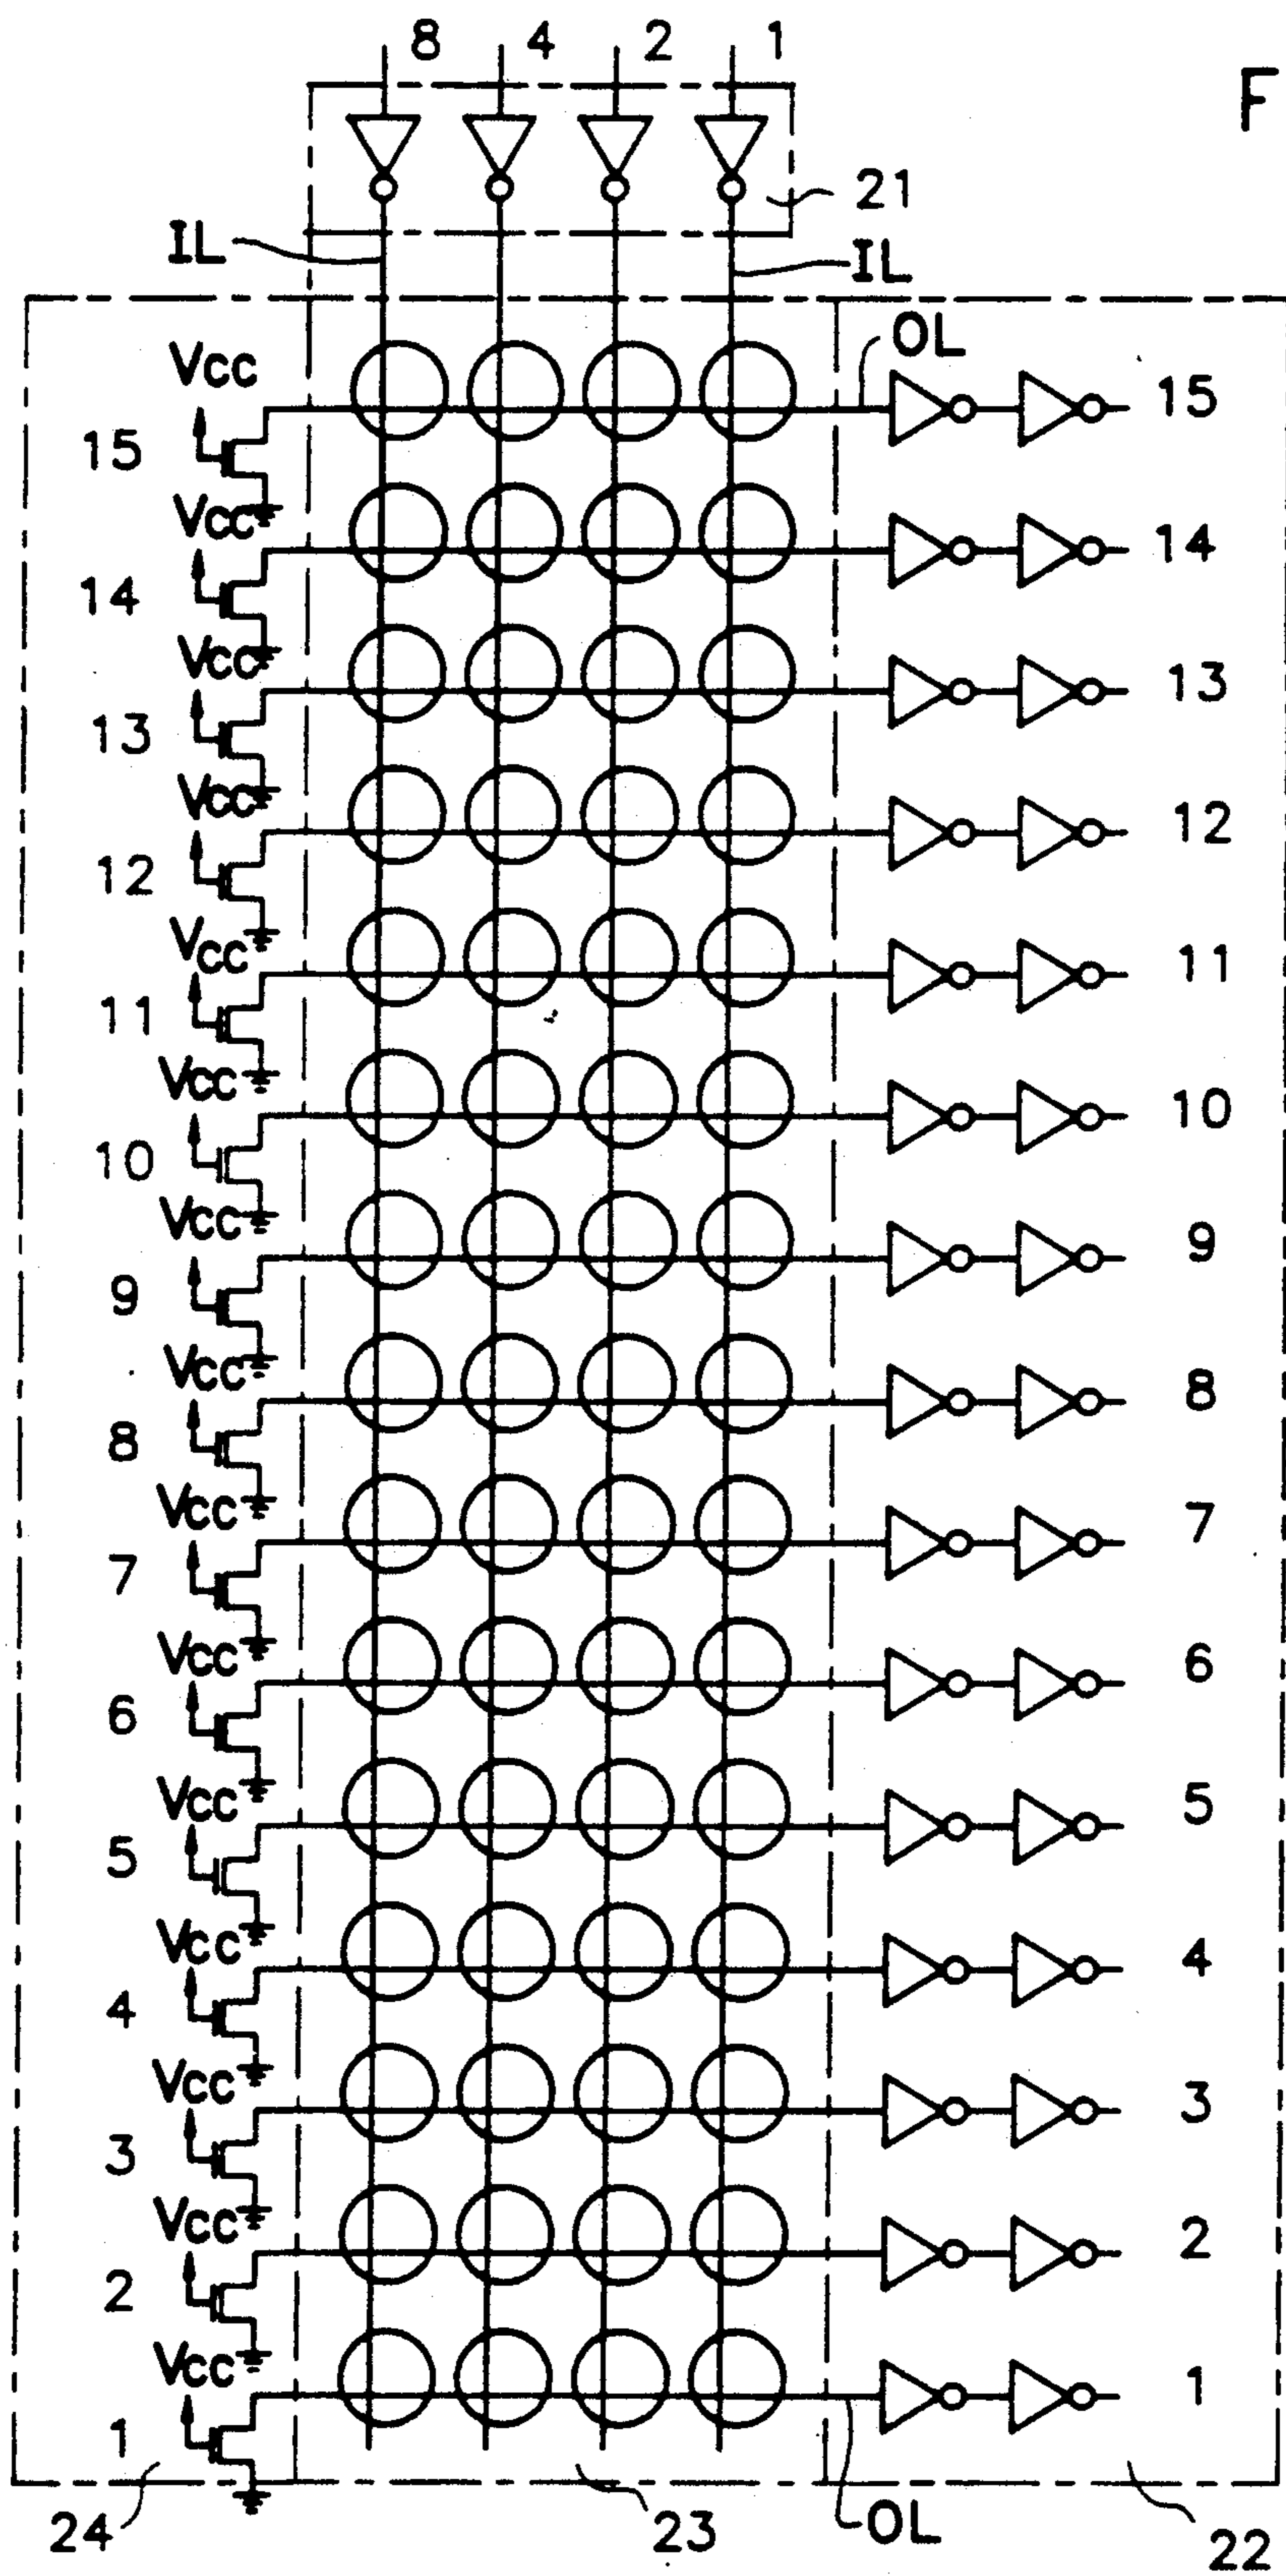 8 4 2 1
F
21
IL IL
OL
VCC
15 15
VCC
14 14
VCC
13 13
VCC
12 12
VCC
11 11
VCC
10 10
VCC
9 9
VCC
8 8
VCC
7 7
VCC
6 6
VCC
5 5
VCC
4 4
VCC
3 3
VCC
2 2
VCC
1 1
24 23 OL 22